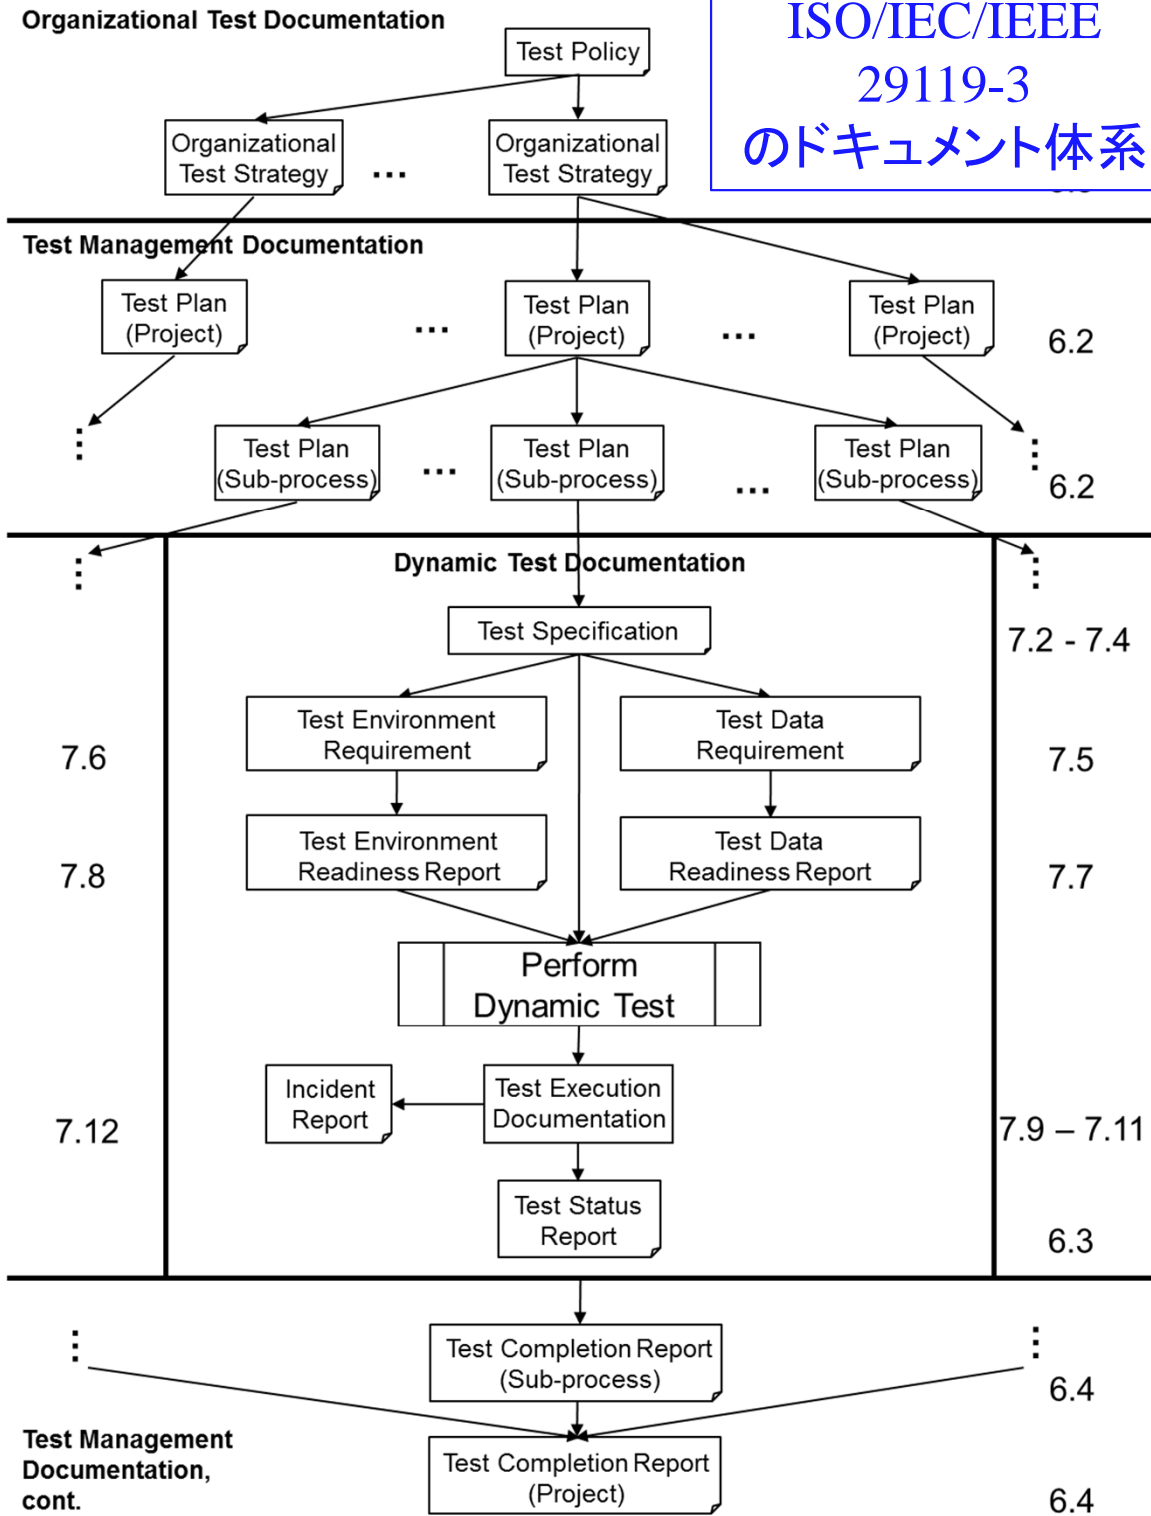 Organizational Test Documentation
ISO/IEC/IEEE
29119-3
のドキュメント体系
Test Policy
Organizational
Test Strategy
...
Organizational
Test Strategy
Test Management Documentation
Test Plan
(Project)
...
Test Plan
(Project)
...
Test Plan
(Project)
6.2
...
Test Plan
(Sub-process)
...
Test Plan
(Sub-process)
...
Test Plan
(Sub-process)
...
6.2
...
Dynamic Test Documentation
...
Test Specification
7.2 - 7.4
7.6
Test Environment
Requirement
Test Data
Requirement
7.5
7.8
Test Environment
Readiness Report
Test Data
Readiness Report
7.7
Perform
Dynamic Test
7.12
Incident
Report
Test Execution
Documentation
7.9 – 7.11
Test Status
Report
6.3
...
Test Completion Report
(Sub-process)
...
6.4
Test Management
Documentation,
cont.
Test Completion Report
(Project)
6.4